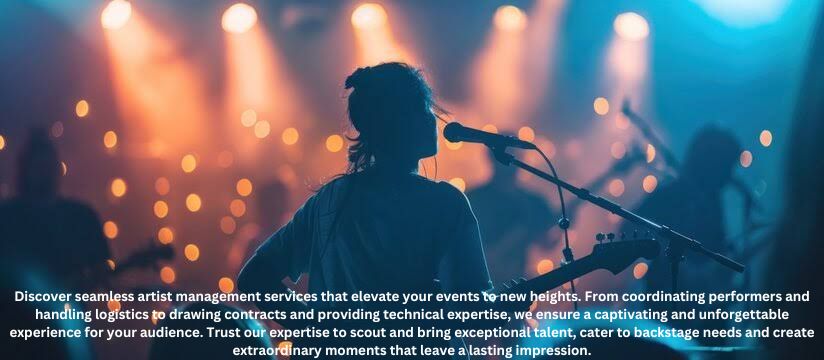 Discover seamless artist management services that elevate your events to new heights. From coordinating performers and
handling logistics to drawing contracts and providing technical expertise, we ensure a captivating and unforgettable
experience for your audience. Trust our expertise to scout and bring exceptional talent, cater to backstage needs and create
extraordinary moments that leave a lasting impression.